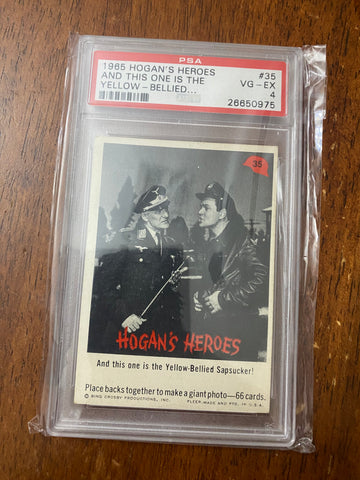 PSA
1965 HOGAN'S HEROES #35
AND THIS ONE IS THE VG-EX
YELLOW-BELLIED... 4
26650975
35
HOGAN'S HEROES
And this one is the Yellow-Bellied Sapsucker!
Place backs together to make a giant photo—66 cards.
© BING CROSBY PRODUCTIONS, INC. FLEER, MADE AND PTD. IN U.S.A.